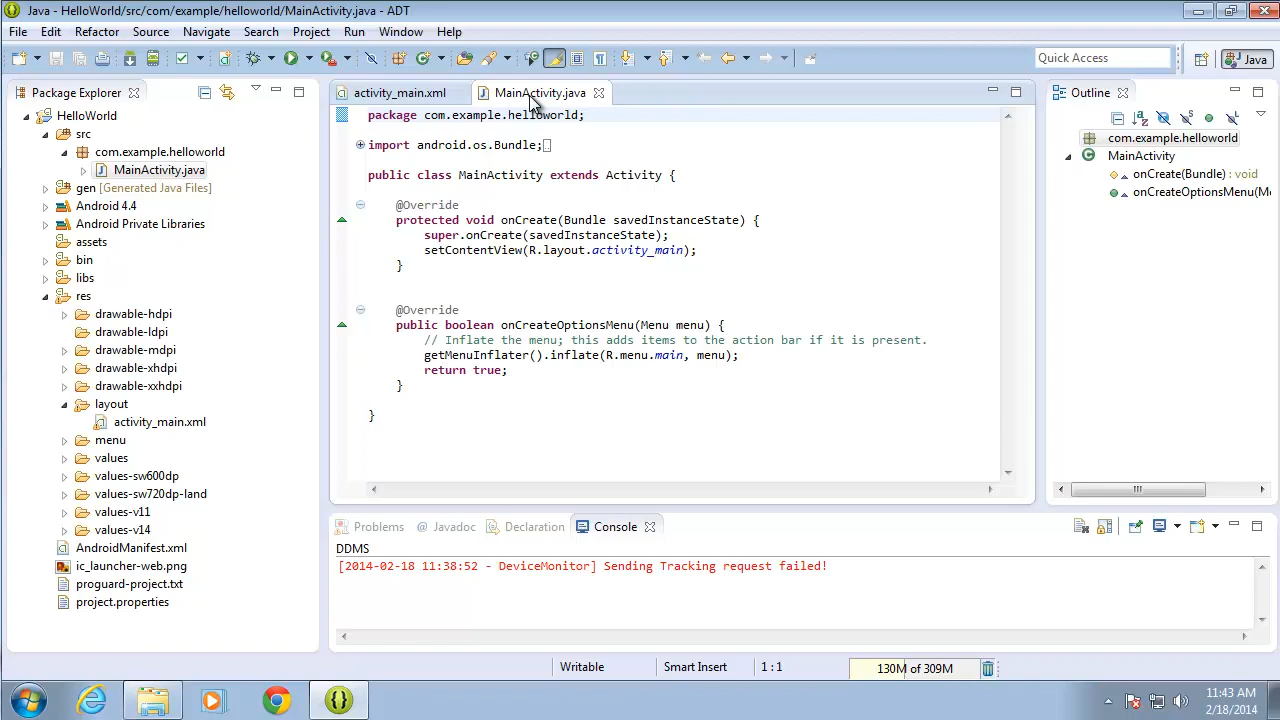 Java - HelloWorld/src/com/example/helloworld/MainActivity.java - ADT
File Edit Refactor Source Navigate Search Project Run Window Help
Quick Access
Java
Package Explorer
HelloWorld
src
com.example.helloworld
MainActivity.java
gen [Generated Java Files]
Android 4.4
Android Private Libraries
assets
bin
libs
res
drawable-hdpi
drawable-ldpi
drawable-mdpi
drawable-xhdpi
drawable-xxhdpi
layout
activity_main.xml
menu
values
values-sw600dp
values-sw720dp-land
values-v11
values-v14
AndroidManifest.xml
ic_launcher-web.png
proguard-project.txt
project.properties
activity_main.xml
MainActivity.java
package com.example.helloworld;
import android.os.Bundle;
public class MainActivity extends Activity {
@Override
protected void onCreate(Bundle savedInstanceState) {
super.onCreate(savedInstanceState);
setContentView(R.layout.activity_main);
}
@Override
public boolean onCreateOptionsMenu(Menu menu) {
// Inflate the menu; this adds items to the action bar if it is present.
getMenuInflater().inflate(R.menu.main, menu);
return true;
}
}
Outline
com.example.helloworld
MainActivity
onCreate(Bundle) : void
onCreateOptionsMenu(M
Problems @ Javadoc Declaration Console
DDMS
[2014-02-18 11:38:52 - DeviceMonitor] Sending Tracking request failed!
Writable Smart Insert 1 : 1 130M of 309M
11:43 AM
2/18/2014